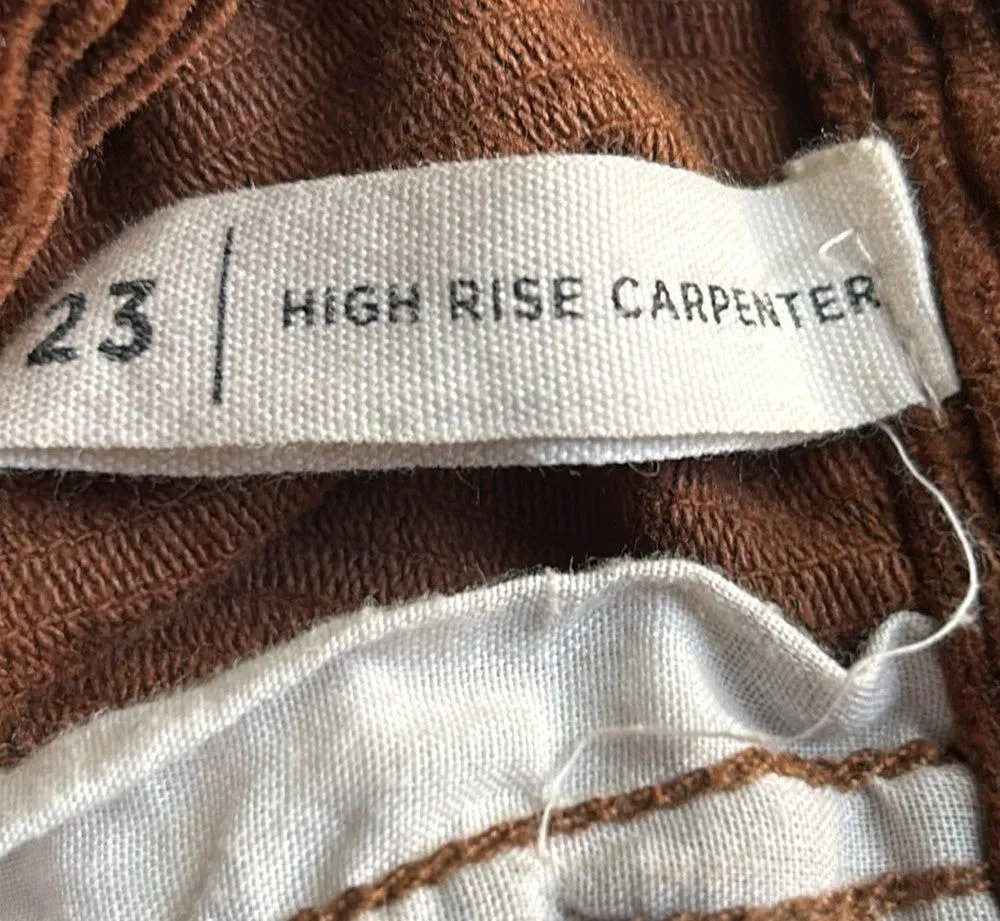 23 | HIGH RISE CARPENTER